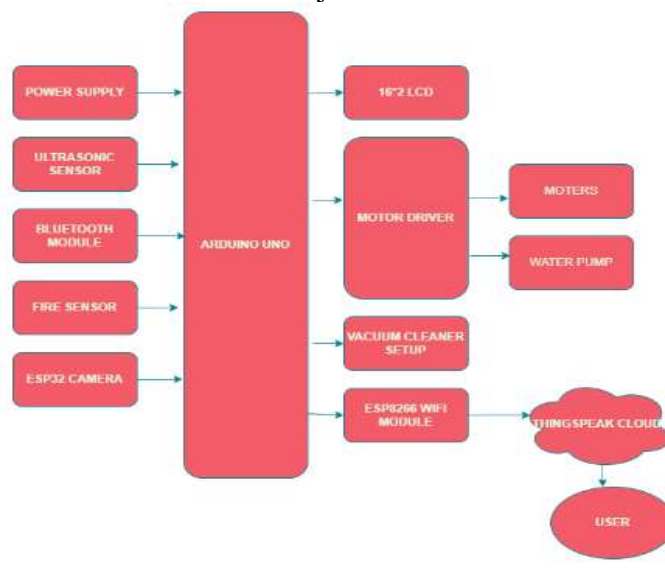 POWER SUPPLY
ULTRASONIC
SENSOR
BLUETOOTH
MODULE
FIRE SENSOR
ESP32 CAMERA
ARDUINO UNO
16*2 LCD
MOTOR DRIVER
VACUUM CLEANER
SETUP
ESP8266 WIFI
MODULE
MOTERS
WATER PUMP
THINGSPEAK CLOUD
USER